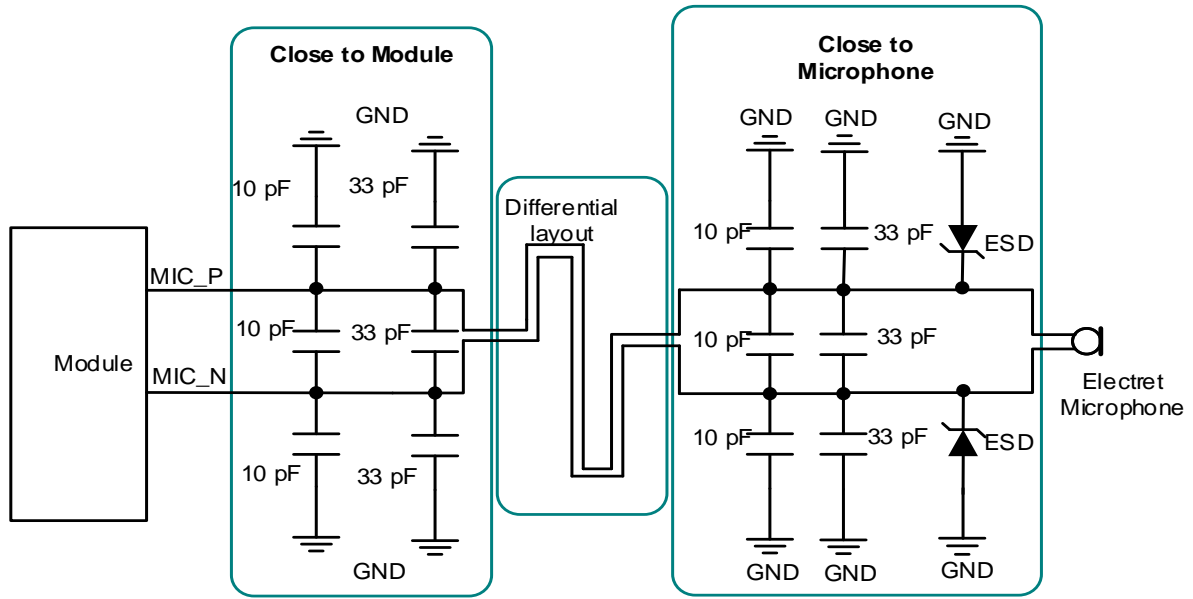 Close to Module
GND
10 pF
33 pF
MIC_P
10 pF
33 pF
Module
MIC_N
10 pF
33 pF
GND
Differential
layout
Close to
Microphone
GND
GND
GND
10 pF
33 pF
ESD
10 pF
33 pF
10 pF
33 pF
ESD
GND
GND
GND
Electret
Microphone